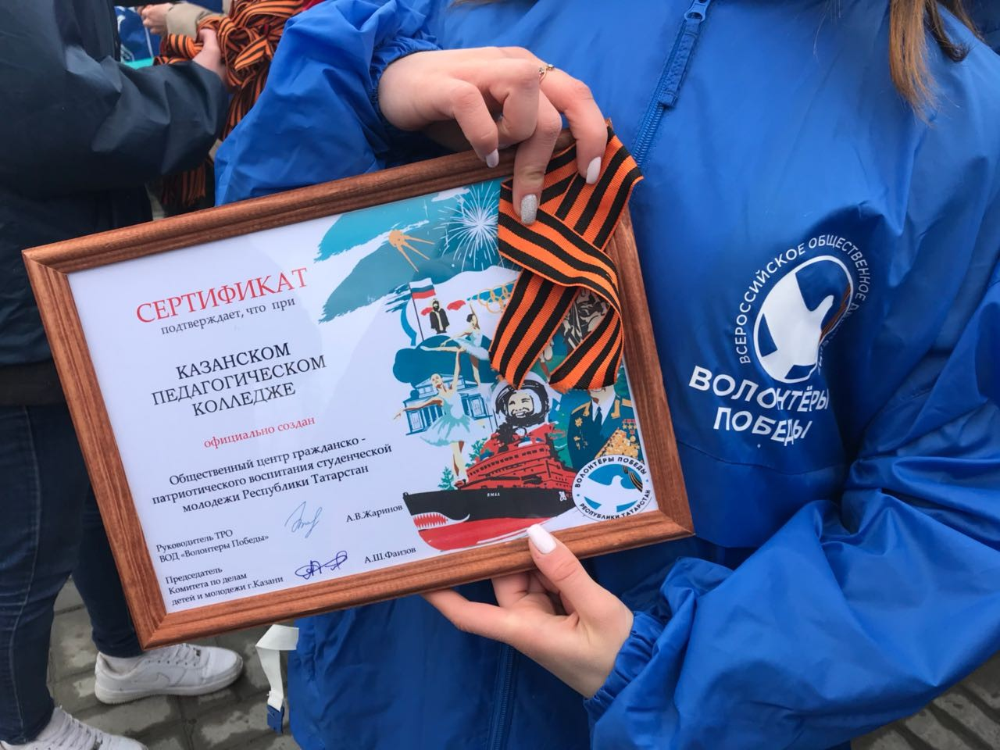 СЕРТИФИКАТ
подтверждает, что при
КАЗАНСКОМ
ПЕДАГОГИЧЕСКОМ
КОЛЛЕДЖЕ
официально создан
Общественный центр гражданско -
патриотического воспитания студенческой
молодежи Республики Татарстан
Руководитель ТРО
ВОД «Волонтеры Победы»
А.В.Жаринов
Председатель
Комитета по делам
детей и молодежи г.Казани
А.Ш.Фаизов
ЯМАЛ
ВОЛОНТЁРЫ ПОБЕДЫ
РЕСПУБЛИКИ ТАТАРСТАН
ВСЕРОССИЙСКОЕ ОБЩЕСТВЕННОЕ
ВОЛОНТЁРЫ
ПОБЕДЫ